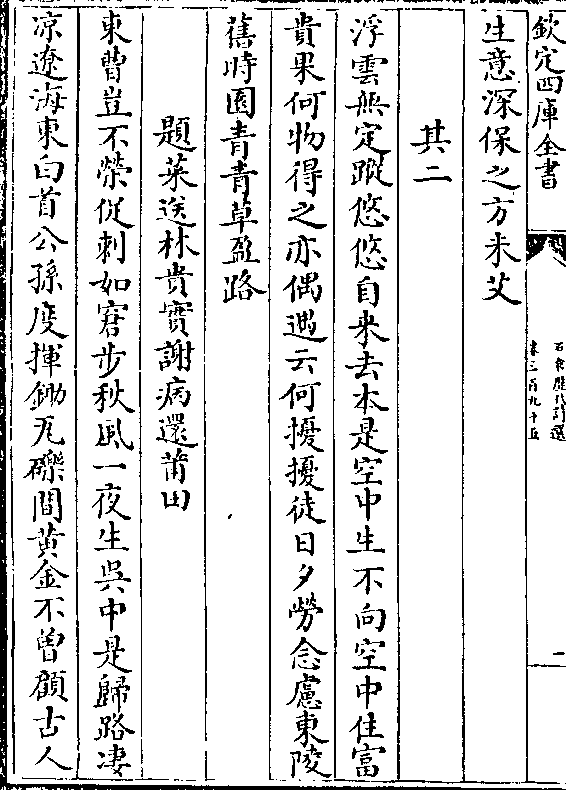 欽定四庫全書
石倉歷代詩選
卷三百九十五
二
生意深保之方未艾
其二
浮雲無定蹤悠悠自來去本是空中生不向空中住富
貴果何物得之亦偶遇云何擾擾徒日夕勞念慮東陵
舊時園青青草盈路
題菜送林貴實謝病還莆田
東曹豈不榮促刺如窘步秋風一夜生吳中是歸路凄
凉遼海東白首公孫度揮鋤瓦礫間黃金不曾顧古人